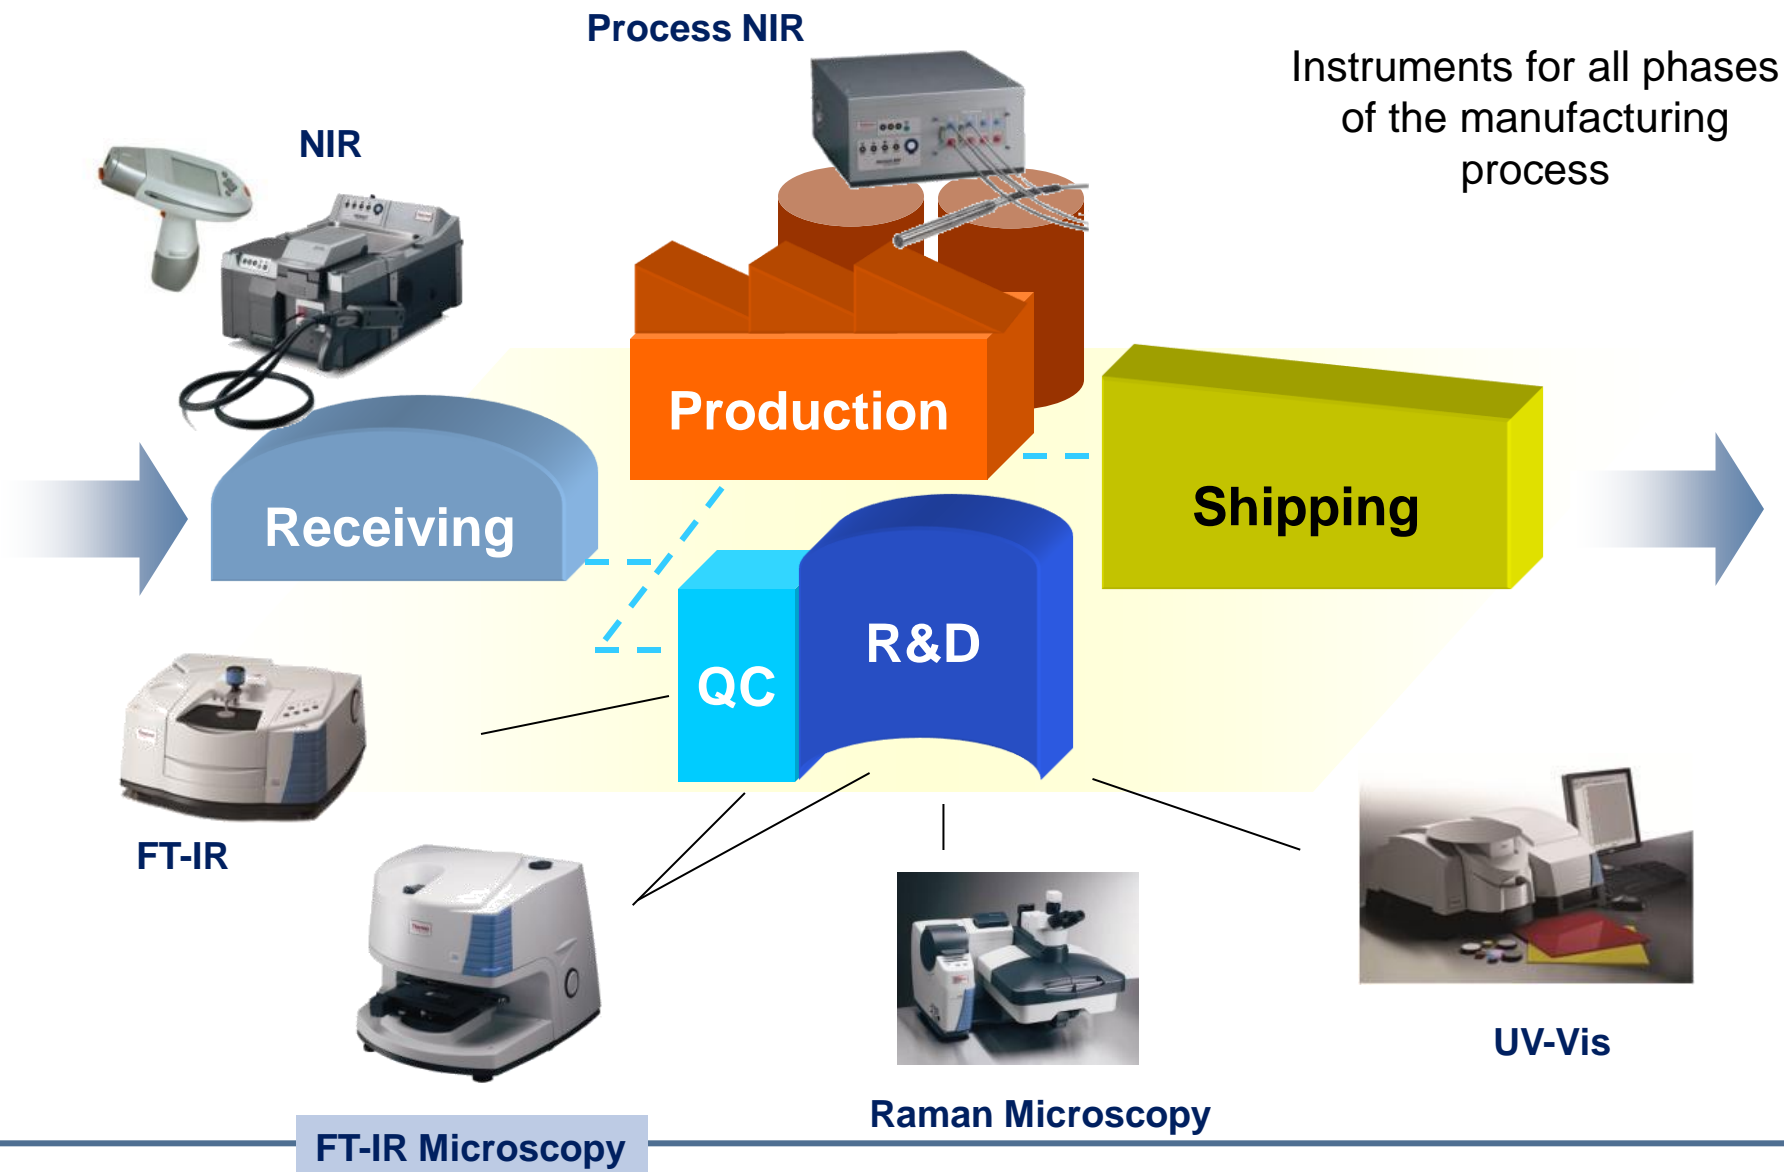 Process NIR
Instruments for all phases
of the manufacturing
process
NIR
Production
Receiving
Shipping
R&D
QC
FT-IR
UV-Vis
Raman Microscopy
FT-IR Microscopy